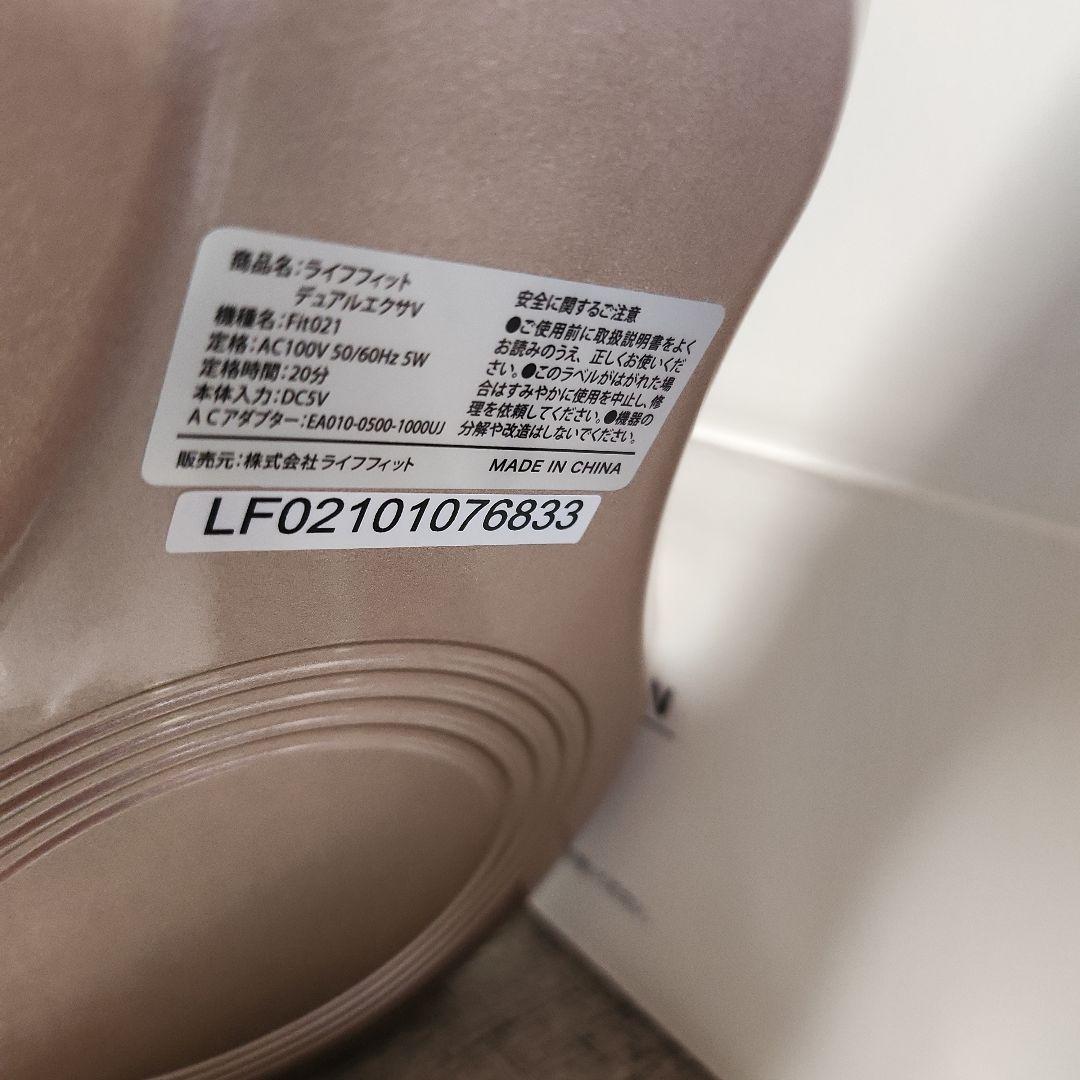 商品名：ライフフィット
デュアルエクサV
機種名：Fit021
定格：AC100V 50/60Hz 5W
定格時間：20分
本体入力：DC5V
ACアダプター：EA010-0500-1000UJ
安全に関するご注意
●ご使用前に取扱説明書をよく
お読みのうえ、正しくお使いくだ
さい。●このラベルがはがれた場
合はすみやかに使用を中止し、修
理を依頼してください。●機器の
分解や改造はしないでください。
販売元：株式会社ライフフィット
MADE IN CHINA
LF02101076833